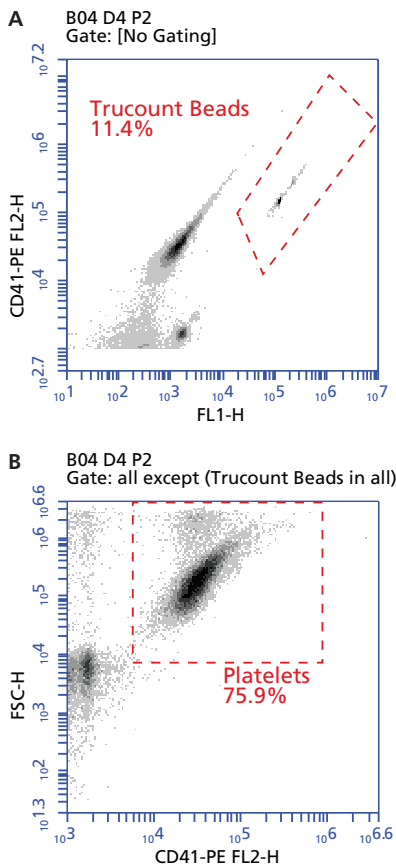 A
B04 D4 P2
Gate: [No Gating]
Trucount Beads
11.4%
CD41-PE FL2-H
10 7.2
10 6
10 5
10 4
10 2.7
10 1
10 2
10 3
10 4
10 5
10 6
10 7
FL1-H
B
B04 D4 P2
Gate: all except (Trucount Beads in all)
Platelets
75.9%
FSC-H
10 6.6
10 6
10 5
10 4
10 3
10 2
10 1.3
10 3
10 4
10 5
10 6.6
CD41-PE FL2-H